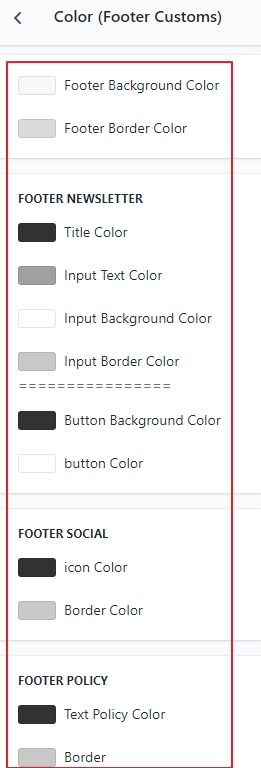 Color (Footer Customs)
Footer Background Color
Footer Border Color
FOOTER NEWSLETTER
Title Color
Input Text Color
Input Background Color
Input Border Color
================
Button Background Color
button Color
FOOTER SOCIAL
icon Color
Border Color
FOOTER POLICY
Text Policy Color
Border